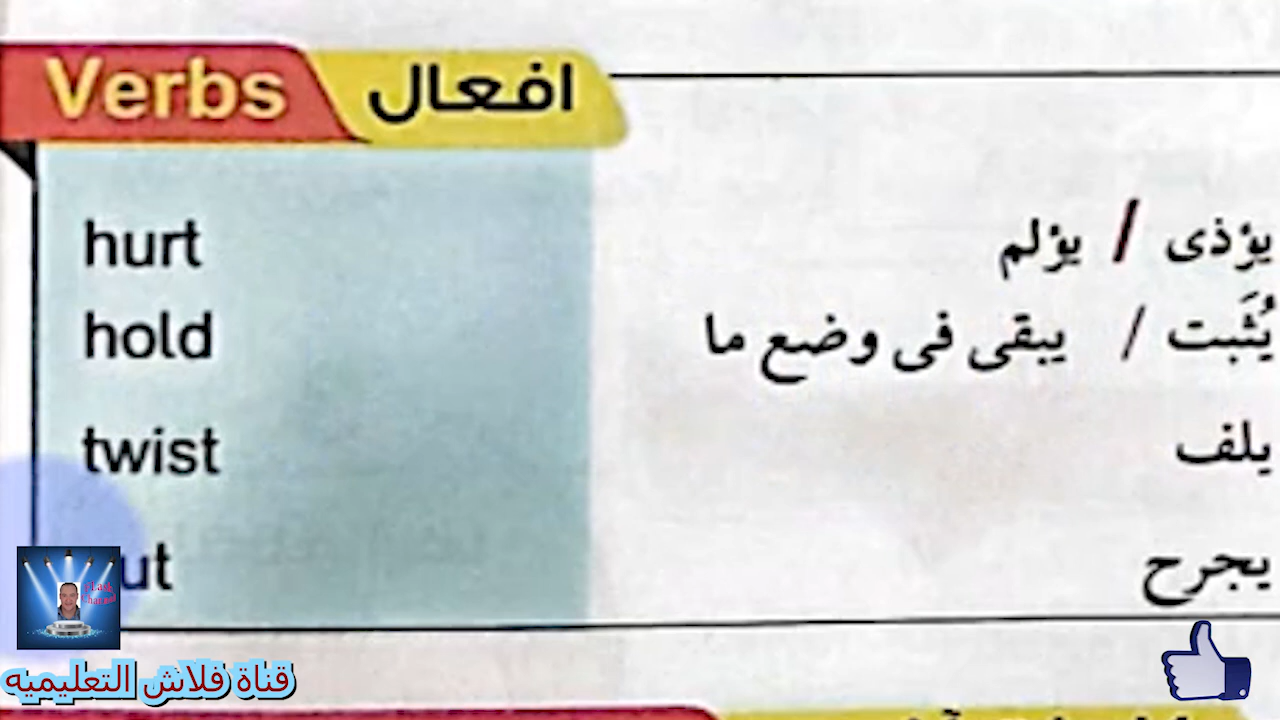 Verbs افعال
hurt يؤذى / يؤلم
hold يُثَبت / يبقى فى وضع ما
twist يلف
يجرح
قناة فلاش التعليميه